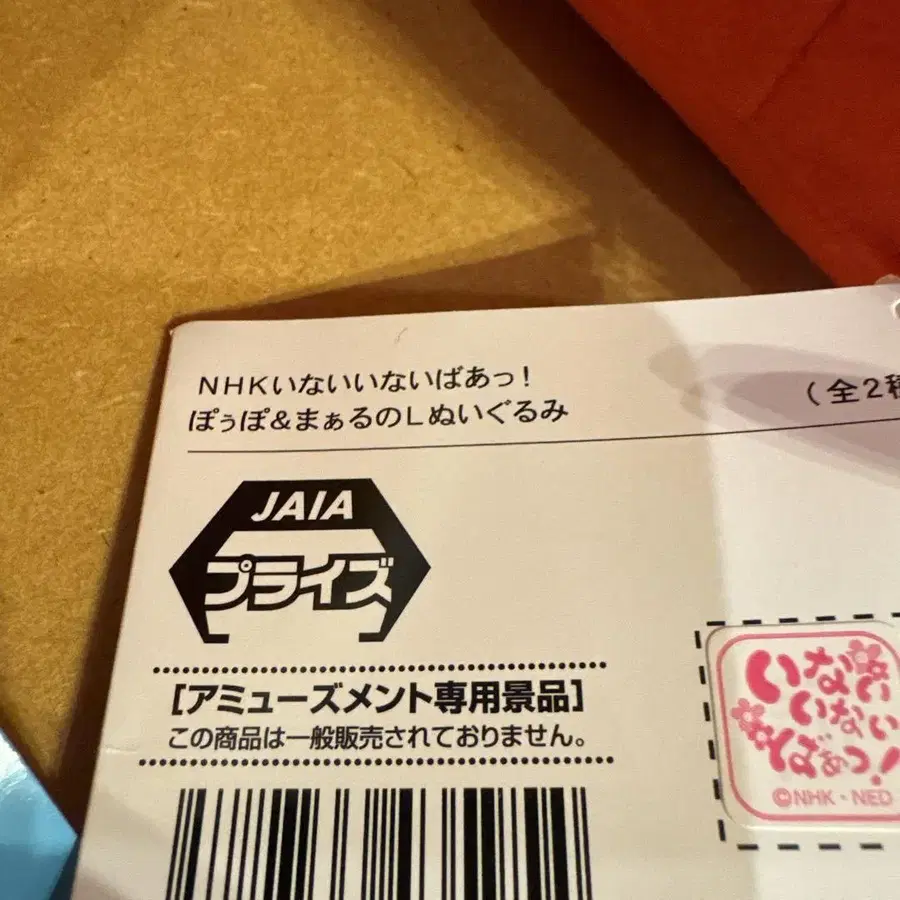 NHKいないいないばあっ!
ぽぅぽ&まぁるのLぬいぐるみ
(全2種
JAIA
プライズ
[アミューズメント専用景品]
この商品は一般販売されておりません。
いない
いない
ばあっ!
©NHK・NED